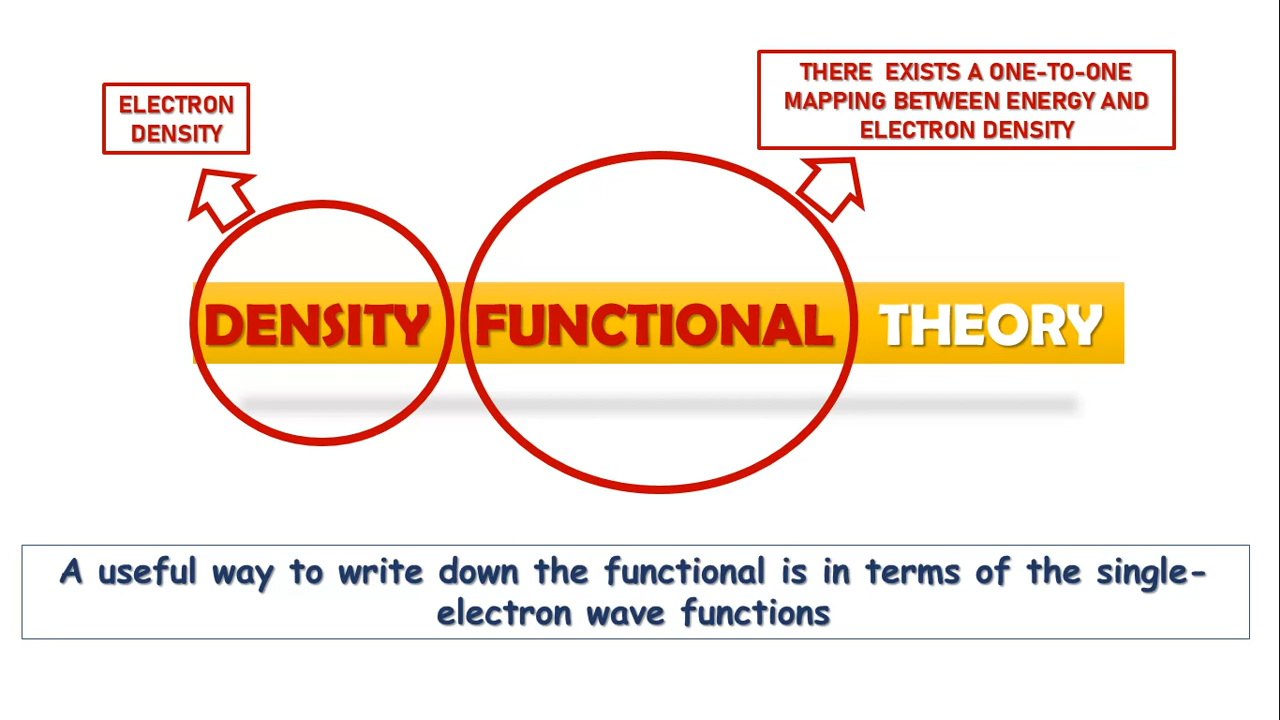 ELECTRON
DENSITY
THERE EXISTS A ONE-TO-ONE
MAPPING BETWEEN ENERGY AND
ELECTRON DENSITY
DENSITY FUNCTIONAL THEORY
A useful way to write down the functional is in terms of the single-
electron wave functions